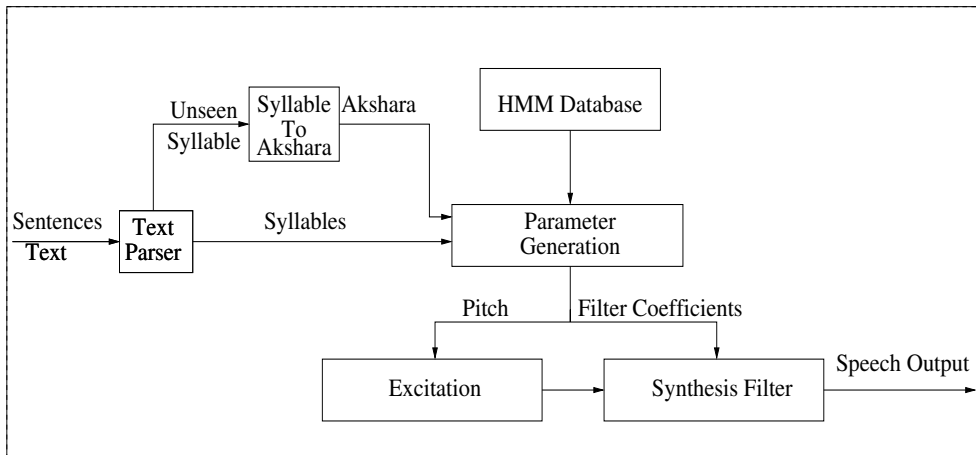 HMM Database
Unseen
Syllable
Syllable
To
Akshara
Akshara
Sentences
Text
Text
Parser
Syllables
Parameter
Generation
Pitch
Filter Coefficients
Excitation
Synthesis Filter
Speech Output